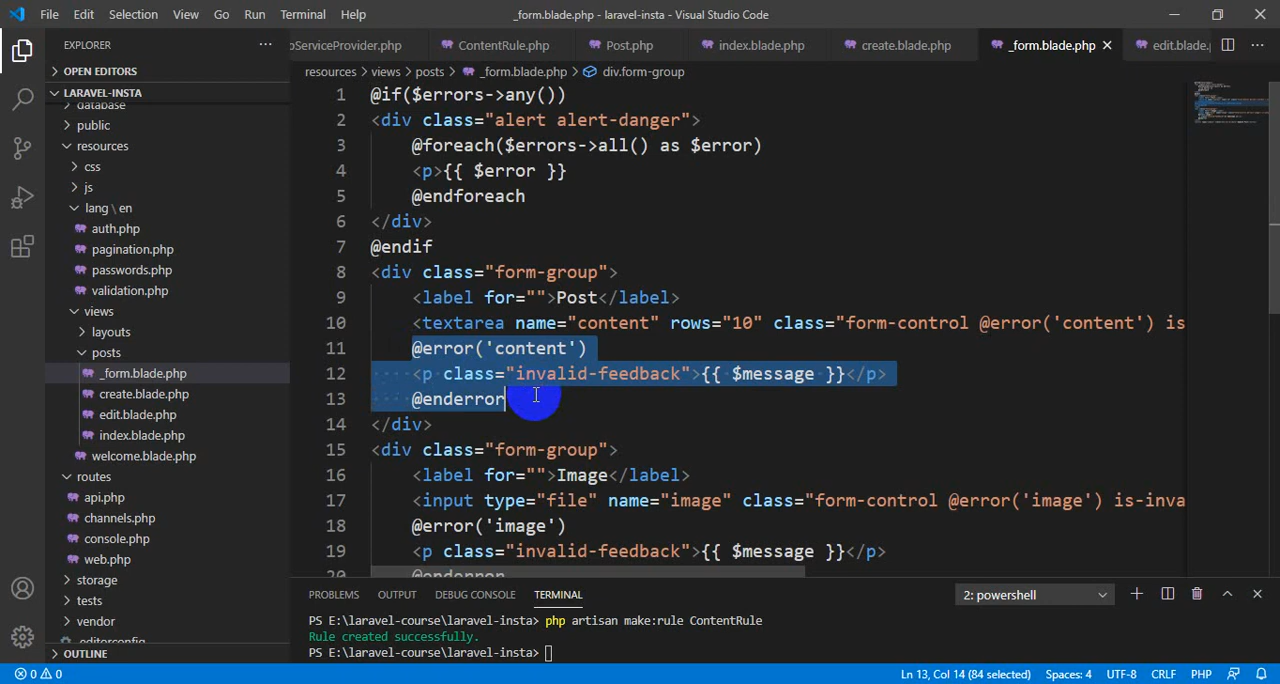 File Edit Selection View Go Run Terminal Help _form.blade.php - laravel-insta - Visual Studio Code
EXPLORER
OPEN EDITORS
LARAVEL-INSTA
database
public
resources
css
js
lang \ en
auth.php
pagination.php
passwords.php
validation.php
views
layouts
posts
_form.blade.php
create.blade.php
edit.blade.php
index.blade.php
welcome.blade.php
routes
api.php
channels.php
console.php
web.php
storage
tests
vendor
.editorconfig
OUTLINE
pServiceProvider.php ContentRule.php Post.php index.blade.php create.blade.php _form.blade.php edit.blade.
resources > views > posts > _form.blade.php > div.form-group
1 @if($errors->any())
2 <div class="alert alert-danger">
3 @foreach($errors->all() as $error)
4 <p>{{ $error }}
5 @endforeach
6 </div>
7 @endif
8 <div class="form-group">
9 <label for="">Post</label>
10 <textarea name="content" rows="10" class="form-control @error('content') is
11 @error('content')
12 <p class="invalid-feedback">{{ $message }}</p>
13 @enderror
14 </div>
15 <div class="form-group">
16 <label for="">Image</label>
17 <input type="file" name="image" class="form-control @error('image') is-inva
18 @error('image')
19 <p class="invalid-feedback">{{ $message }}</p>
20 @enderror
PROBLEMS OUTPUT DEBUG CONSOLE TERMINAL 2: powershell
PS E:\laravel-course\laravel-insta> php artisan make:rule ContentRule
Rule created successfully.
PS E:\laravel-course\laravel-insta>
0 0 Ln 13, Col 14 (84 selected) Spaces: 4 UTF-8 CRLF PHP